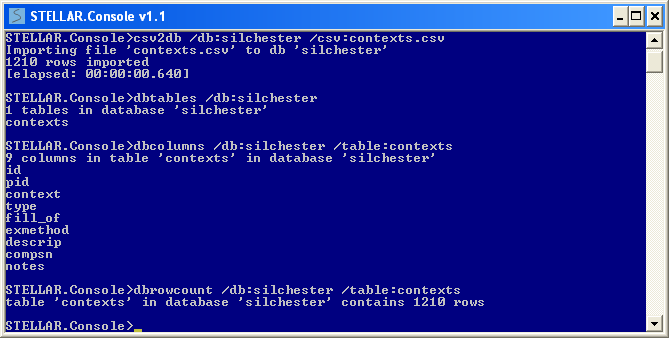 STELLAR.Console v1.1
STELLAR.Console>csv2db /db:silchester /csv:contexts.csv
Importing file 'contexts.csv' to db 'silchester'
1210 rows imported
[elapsed: 00:00:00.640]
STELLAR.Console>dbtables /db:silchester
1 tables in database 'silchester'
contexts
STELLAR.Console>dbcolumns /db:silchester /table:contexts
9 columns in table 'contexts' in database 'silchester'
id
pid
context
type
fill_of
exmethod
descrip
compsn
notes
STELLAR.Console>dbrowcount /db:silchester /table:contexts
table 'contexts' in database 'silchester' contains 1210 rows
STELLAR.Console>_